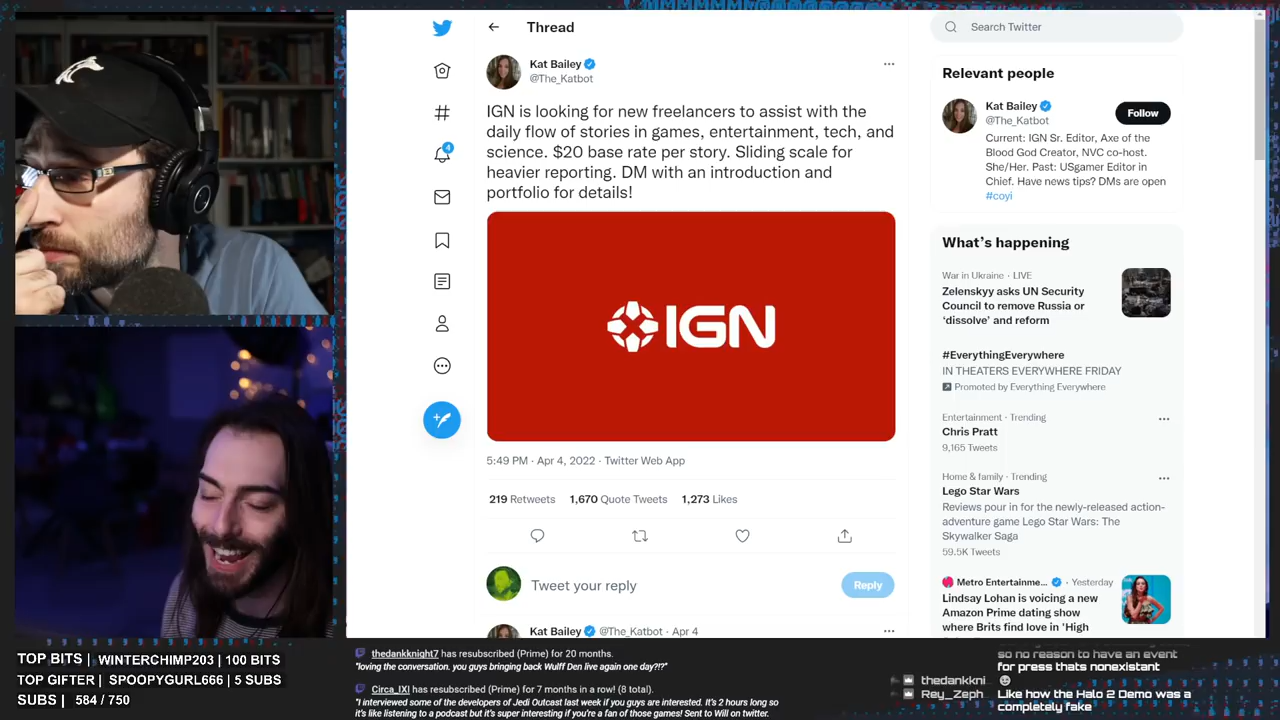 Thread
Kat Bailey
@The_Katbot
IGN is looking for new freelancers to assist with the
daily flow of stories in games, entertainment, tech, and
science. $20 base rate per story. Sliding scale for
heavier reporting. DM with an introduction and
portfolio for details!
IGN
5:49 PM · Apr 4, 2022 · Twitter Web App
219 Retweets 1,670 Quote Tweets 1,273 Likes
Tweet your reply
Reply
Kat Bailey @The_Katbot · Apr 4
4
Search Twitter
Relevant people
Kat Bailey
@The_Katbot
Follow
Current: IGN Sr. Editor, Axe of the
Blood God Creator, NVC co-host.
She/Her. Past: USgamer Editor in
Chief. Have news tips? DMs are open
#coyi
What's happening
War in Ukraine · LIVE
Zelenskyy asks UN Security
Council to remove Russia or
'dissolve' and reform
#EverythingEverywhere
IN THEATERS EVERYWHERE FRIDAY
Promoted by Everything Everywhere
Entertainment · Trending
Chris Pratt
9,165 Tweets
Home & family · Trending
Lego Star Wars
Reviews pour in for the newly-released action-
adventure game Lego Star Wars: The
Skywalker Saga
59.5K Tweets
Metro Entertainme... · Yesterday
Lindsay Lohan is voicing a new
Amazon Prime dating show
where Brits find love in 'High
TOP BITS | WINTERCHIMP203 | 100 BITS
TOP GIFTER | SPOOPYGURL666 | 5 SUBS
SUBS | 584 / 750
thedankknight7 has resubscribed (Prime) for 20 months.
"loving the conversation. you guys bringing back Wulff Den live again one day?!?"
Circa_IXI has resubscribed (Prime) for 7 months in a row! (8 total).
"I interviewed some of the developers of Jedi Outcast last week if you guys are interested. It's 2 hours long so
it's like listening to a podcast but it's super interesting if you're a fan of those games! Sent to Will on twitter.
so no reason to have an event
for press thats nonexistant
thedankkni
Rey_Zeph Like how the Halo 2 Demo was a
completely fake